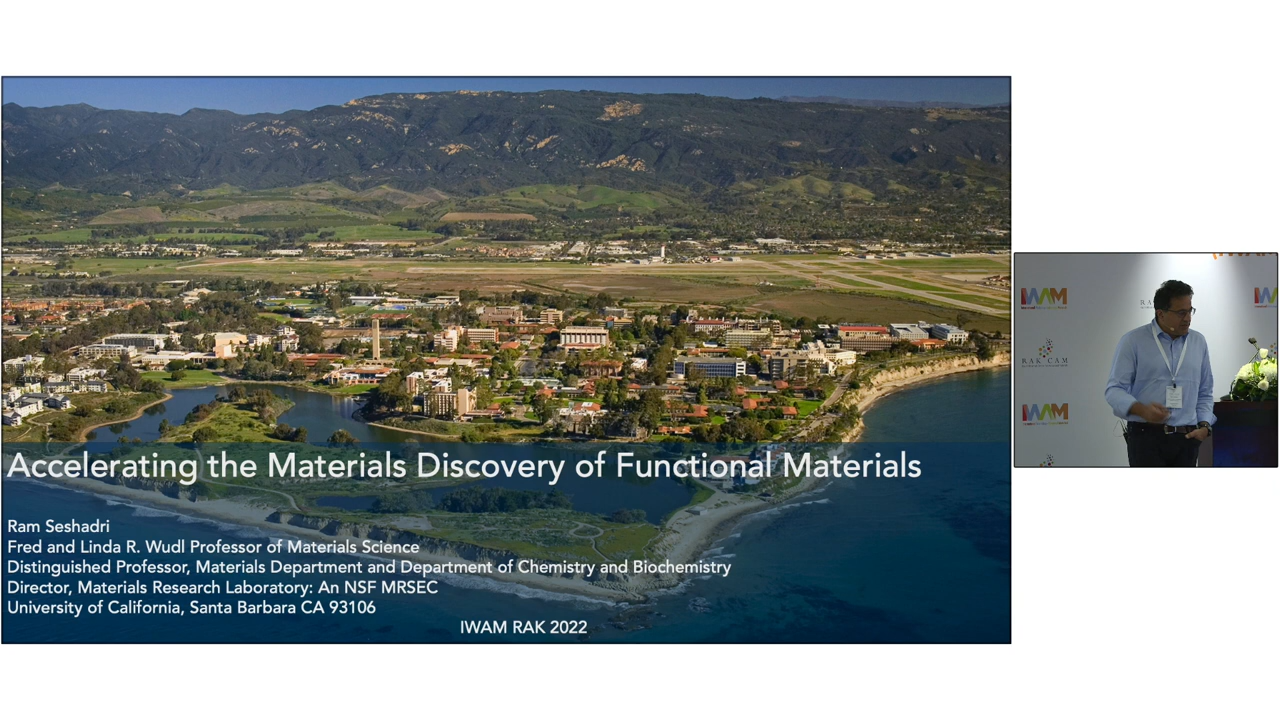 Accelerating the Materials Discovery of Functional Materials
Ram Seshadri
Fred and Linda R. Wudl Professor of Materials Science
Distinguished Professor, Materials Department and Department of Chemistry and Biochemistry
Director, Materials Research Laboratory: An NSF MRSEC
University of California, Santa Barbara CA 93106
IWAM RAK 2022
IWAM
RAK CAM
IWAM